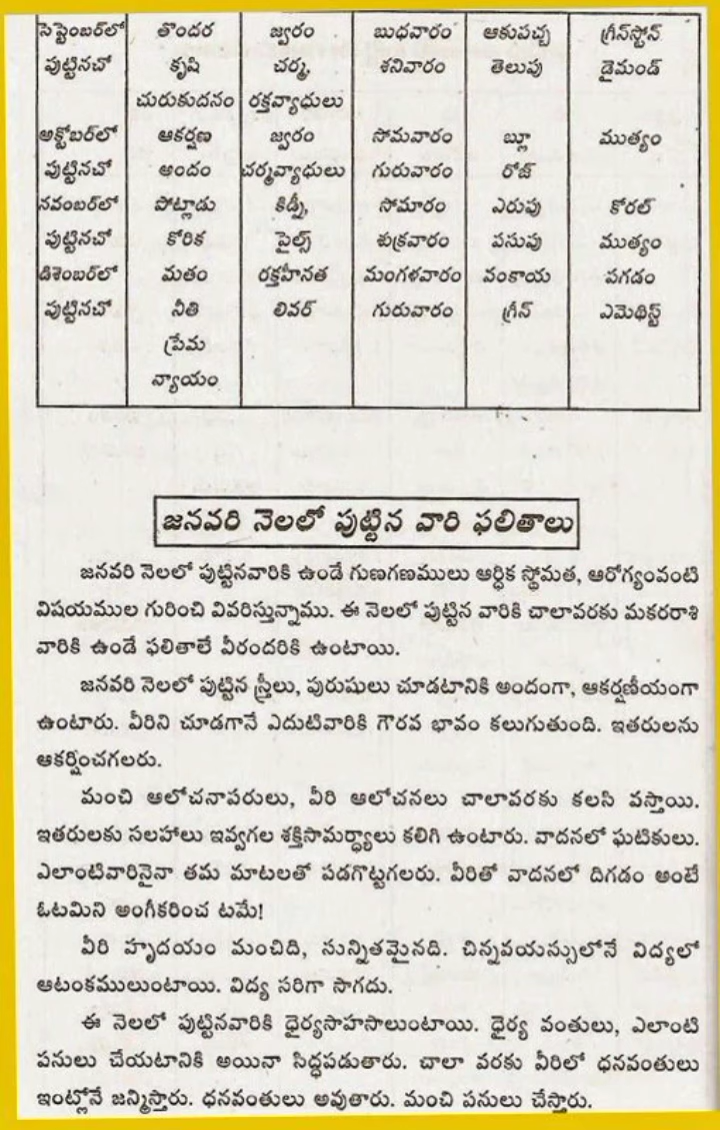 సెప్టెంబర్‌లో తొందర జ్వరం బుధవారం ఆకుపచ్చ గ్రీన్‌స్టోన్
పుట్టినచో కృషి చర్మ, శనివారం తెలుపు డైమండ్
చురుకుదనం రక్తవ్యాధులు
అక్టోబర్‌లో ఆకర్షణ జ్వరం సోమవారం బ్లూ ముత్యం
పుట్టినచో అందం చర్మవ్యాధులు గురువారం రోజ్
నవంబర్‌లో పోట్లాడు కిడ్నీ, సోమారం ఎరుపు కోరల్
పుట్టినచో కోరిక పైల్స్ శుక్రవారం పసుపు ముత్యం
డిశెంబర్‌లో మతం రక్తహీనత మంగళవారం వంకాయ పగడం
పుట్టినచో నీతి లివర్ గురువారం గ్రీన్ ఎమెథిస్ట్
ప్రేమ
న్యాయం
జనవరి నెలలో పుట్టిన వారి ఫలితాలు
జనవరి నెలలో పుట్టినవారికి ఉండే గుణగణములు ఆర్ధిక స్థోమత, ఆరోగ్యంవంటి
విషయముల గురించి వివరిస్తున్నాము. ఈ నెలలో పుట్టిన వారికి చాలావరకు మకరరాశి
వారికి ఉండే ఫలితాలే వీరందరికి ఉంటాయి.
జనవరి నెలలో పుట్టిన స్త్రీలు, పురుషులు చూడటానికి అందంగా, ఆకర్షణీయంగా
ఉంటారు. వీరిని చూడగానే ఎదుటివారికి గౌరవ భావం కలుగుతుంది. ఇతరులను
ఆకర్షించగలరు.
మంచి ఆలోచనాపరులు, వీరి ఆలోచనలు చాలావరకు కలసి వస్తాయి.
ఇతరులకు సలహాలు ఇవ్వగల శక్తిసామర్ధ్యాలు కలిగి ఉంటారు. వాదనలో ఘటికులు.
ఎలాంటివారినైనా తమ మాటలతో పడగొట్టగలరు. వీరితో వాదనలో దిగడం అంటే
ఓటమిని అంగీకరించ టమే!
వీరి హృదయం మంచిది, సున్నితమైనది. చిన్నవయస్సులోనే విద్యలో
ఆటంకములుంటాయి. విద్య సరిగా సాగదు.
ఈ నెలలో పుట్టినవారికి ధైర్యసాహసాలుంటాయి. ధైర్య వంతులు, ఎలాంటి
పనులు చేయటానికి అయినా సిద్ధపడుతారు. చాలా వరకు వీరిలో ధనవంతులు
ఇంట్లోనే జన్మిస్తారు. ధనవంతులు అవుతారు. మంచి పనులు చేస్తారు.